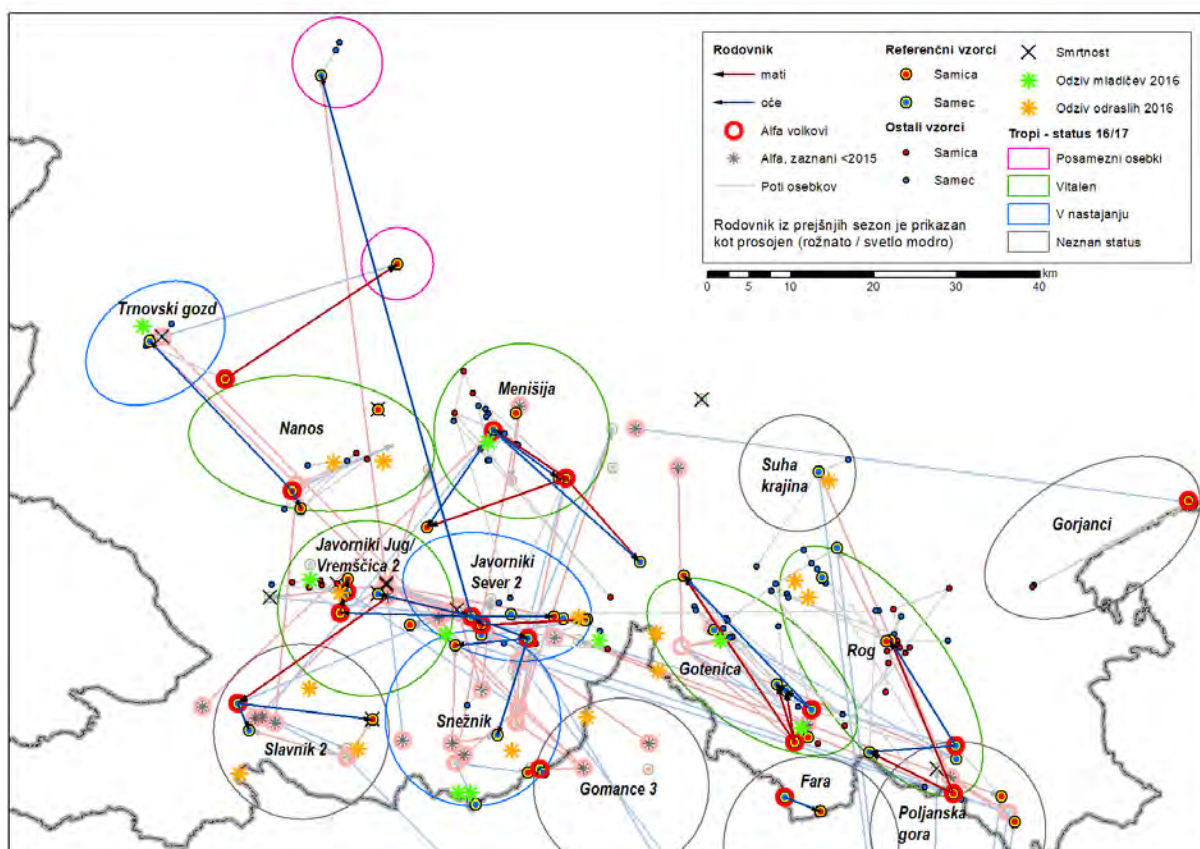 Rodovnik
mati
oče
Alfa volkovi
Alfa, zaznani <2015
Poti osebkov
Rodovnik iz prejšnjih sezon je prikazan
kot prosojen (rožnato / svetlo modro)
Referenčni vzorci
Samica
Samec
Ostali vzorci
Samica
Samec
Smrtnost
Odziv mladičev 2016
Odziv odraslih 2016
Tropi - status 16/17
Posamezni osebki
Vitalen
V nastajanju
Neznan status
km
0 5 10 20 30 40
Trnovski gozd
Nanos
Menišija
Suha
krajina
Gorjanci
Javorniki Jug/
Vremščica 2
Javorniki
Sever 2
Gotenica
Rog
Snežnik
Slavnik 2
Gomance 3
Fara
Poljanska
gora